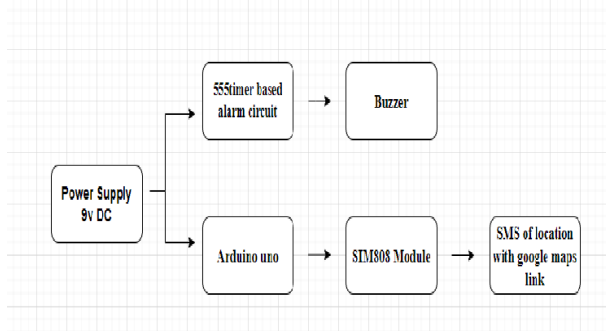 555timer based
alarm circuit
Buzzer
Power Supply
9v DC
Arduino uno
SIM808 Module
SMS of location
with google maps
link